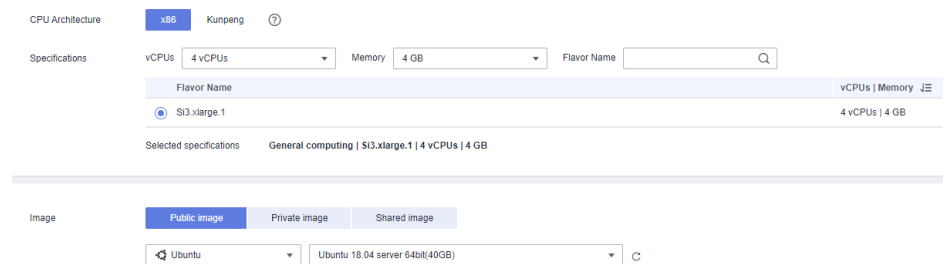 CPU Architecture x86 Kunpeng ?
Specifications vCPUs 4 vCPUs Memory 4 GB Flavor Name
Flavor Name vCPUs | Memory
Si3.xlarge.1 4 vCPUs | 4 GB
Selected specifications General computing | Si3.xlarge.1 | 4 vCPUs | 4 GB
Image Public image Private image Shared image
Ubuntu Ubuntu 18.04 server 64bit(40GB)